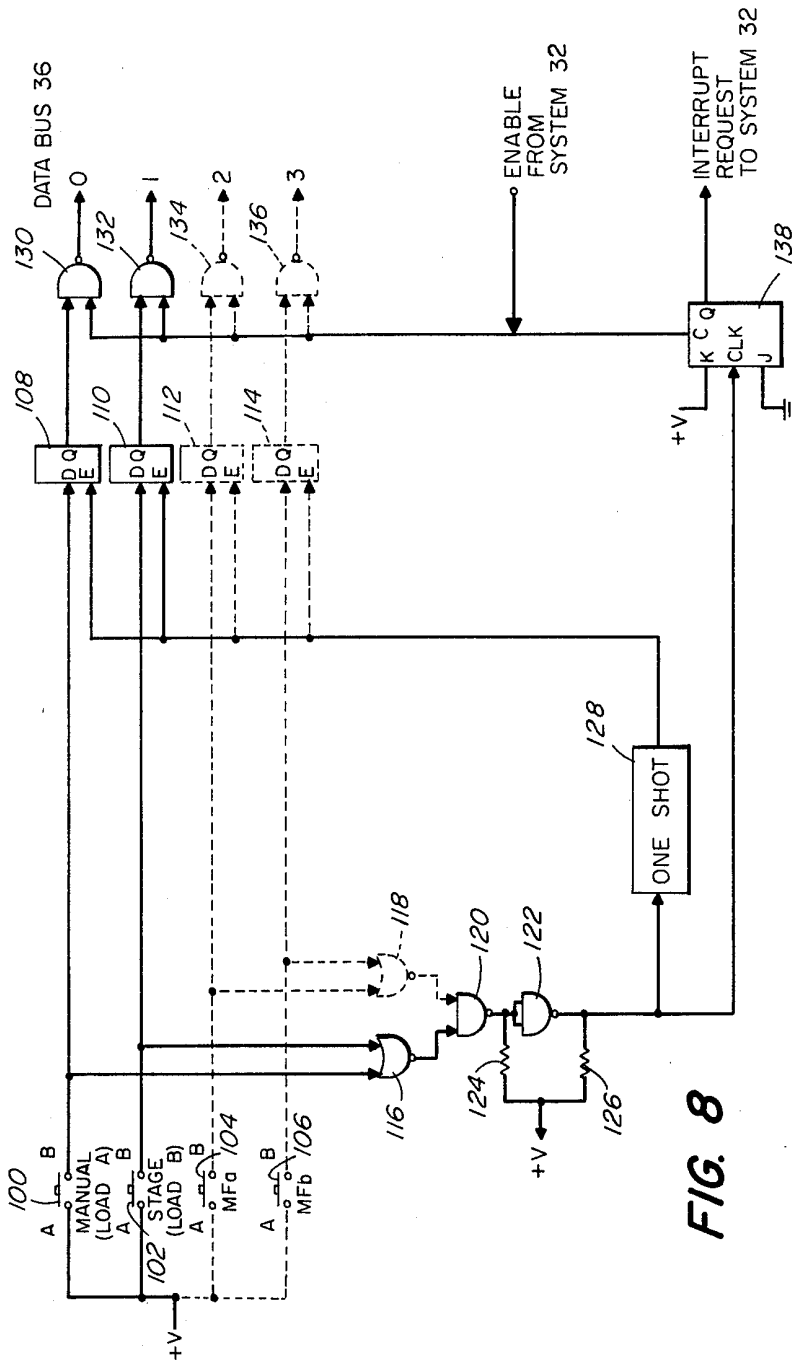 DATA BUS 36
130
0
132
1
134
2
136
3
108
D Q
E
110
D Q
E
112
D Q
E
114
D Q
E
ENABLE
FROM
SYSTEM 32
INTERRUPT
REQUEST
TO SYSTEM 32
138
K C Q
CLK
J
+V
128
ONE SHOT
118
120
122
116
124
126
+V
100
A B
MANUAL
(LOAD A)
102
A B
STAGE
(LOAD B)
104
A B
MFa
106
A B
MFb
+V
FIG. 8